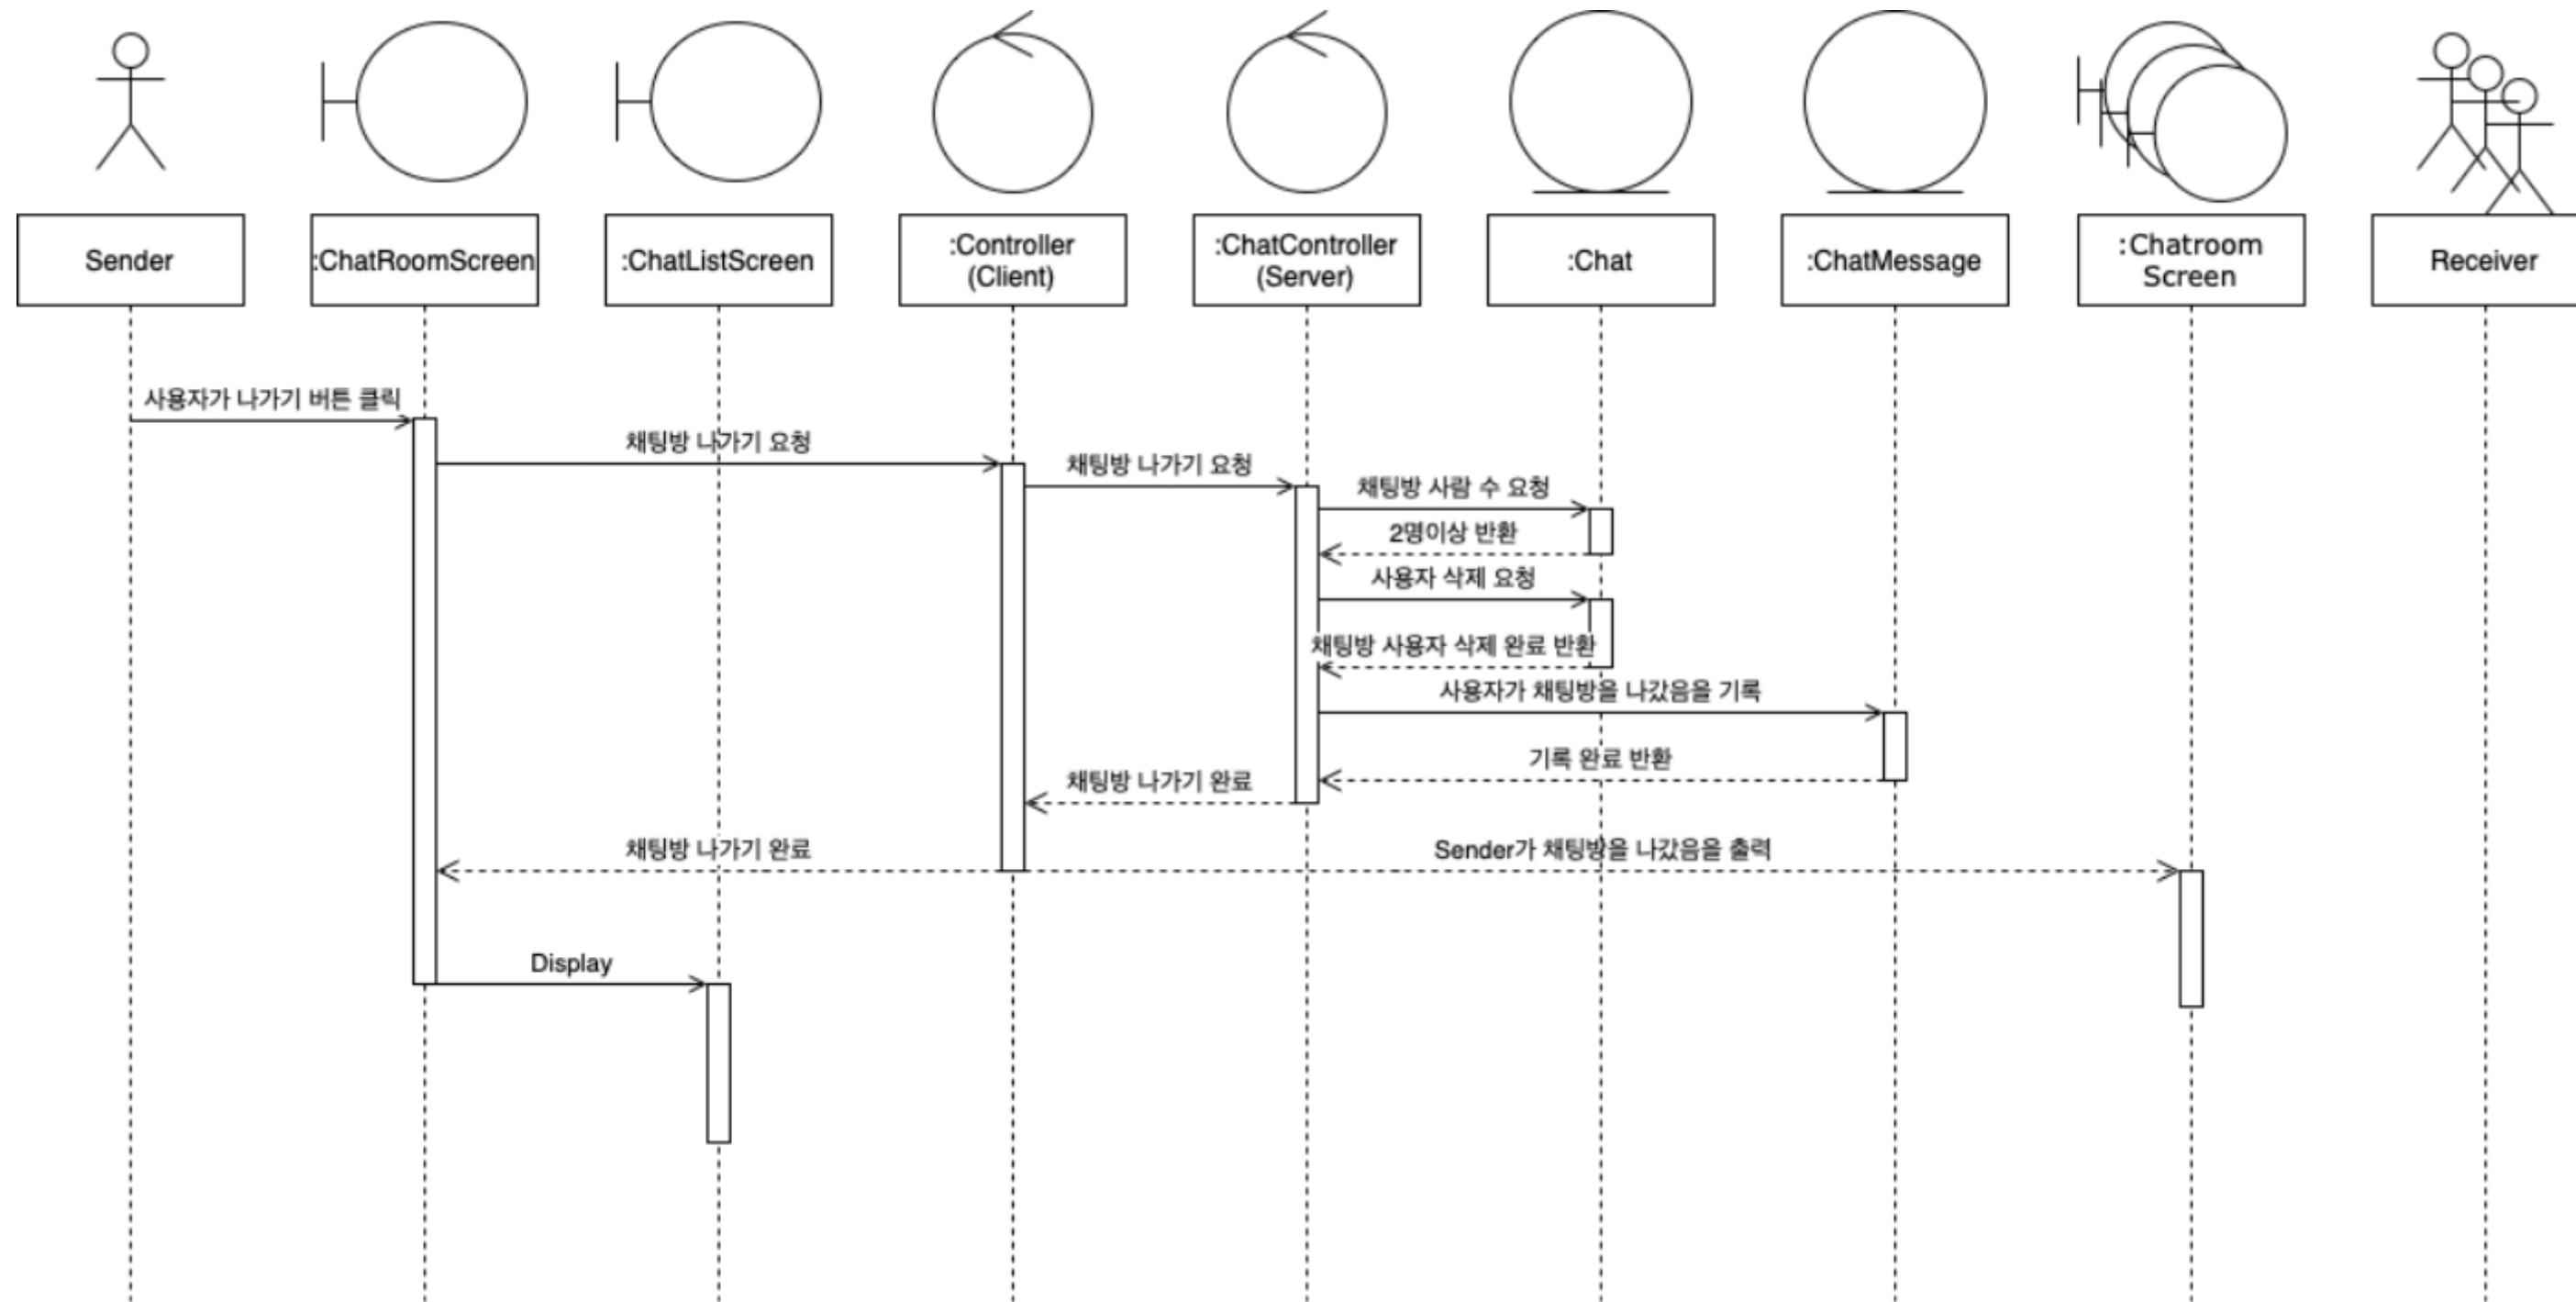 Sender
:ChatRoomScreen
:ChatListScreen
:Controller
(Client)
:ChatController
(Server)
:Chat
:ChatMessage
:Chatroom
Screen
Receiver
사용자가 나가기 버튼 클릭
채팅방 나가기 요청
채팅방 나가기 요청
채팅방 사람 수 요청
2명이상 반환
사용자 삭제 요청
채팅방 사용자 삭제 완료 반환
사용자가 채팅방을 나갔음을 기록
기록 완료 반환
채팅방 나가기 완료
채팅방 나가기 완료
Sender가 채팅방을 나갔음을 출력
Display